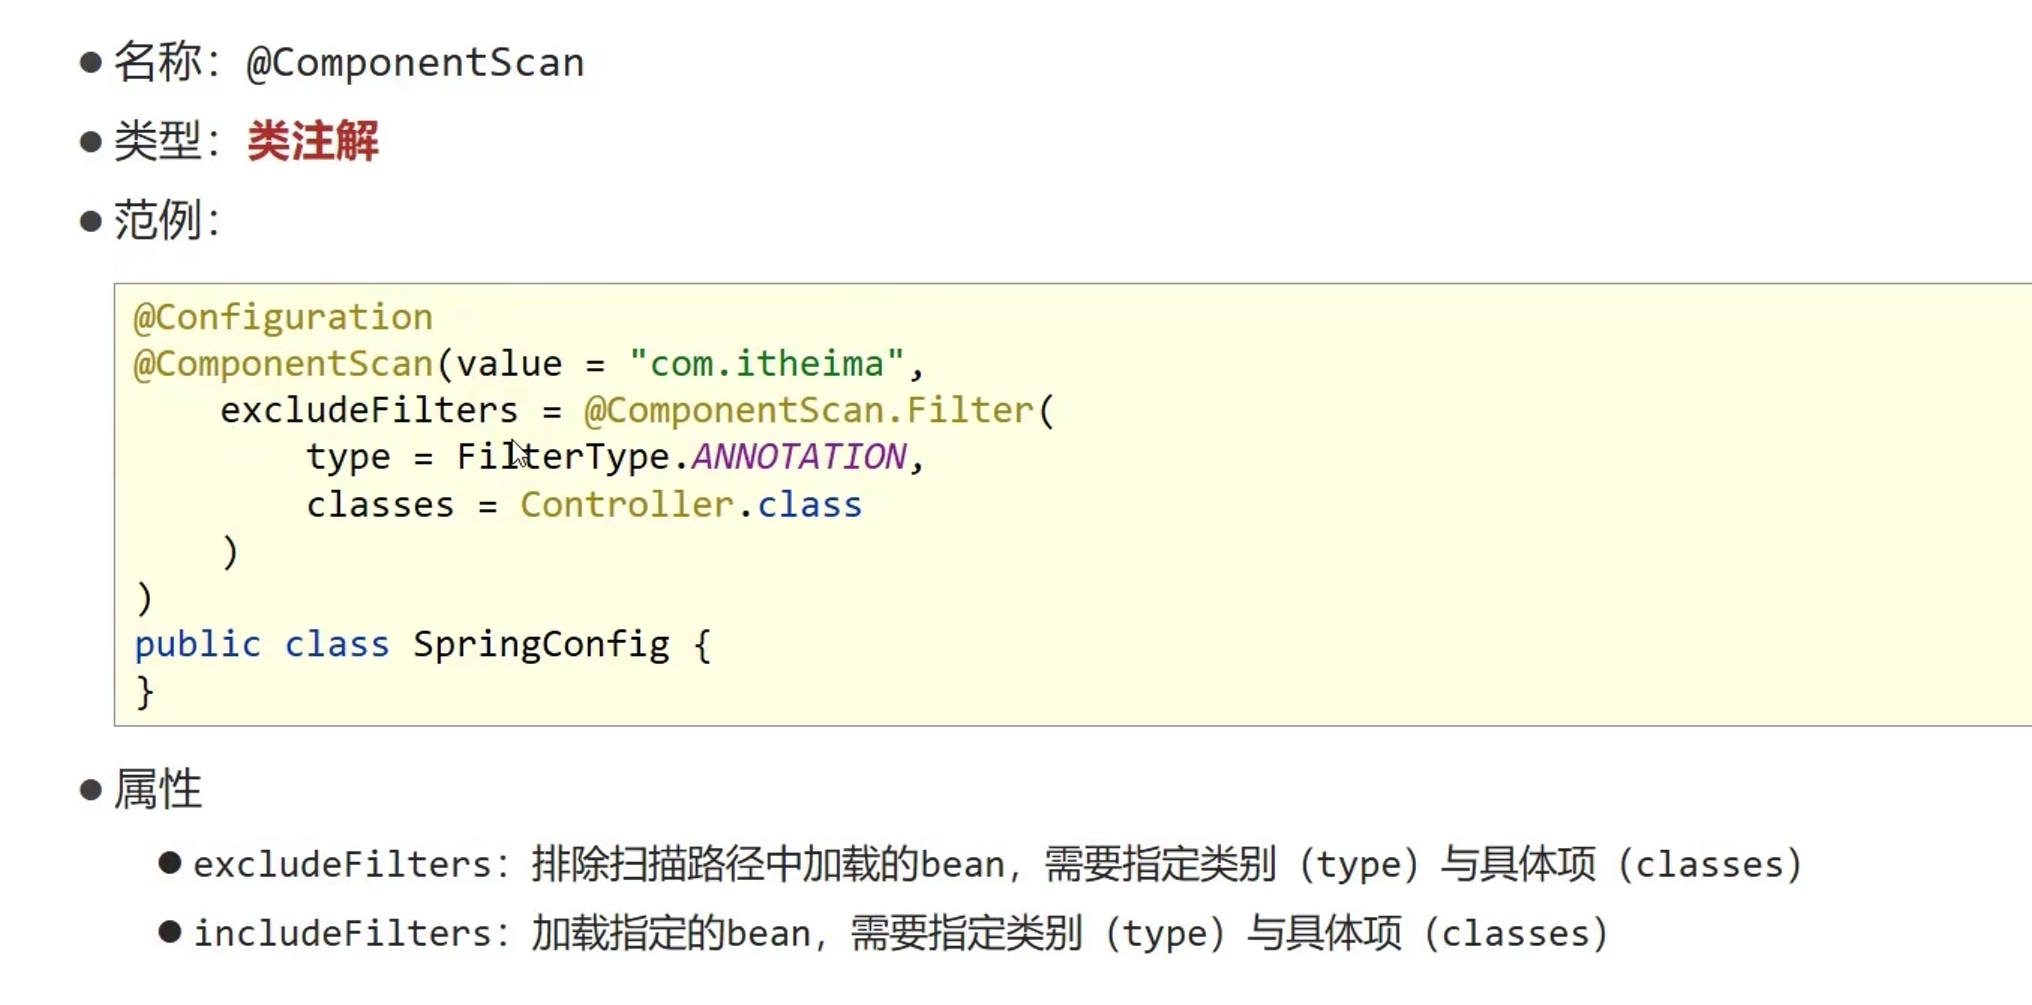 ● 名称：@ComponentScan
● 类型：类注解
● 范例：
@Configuration
@ComponentScan(value = "com.itheima",
    excludeFilters = @ComponentScan.Filter(
        type = FilterType.ANNOTATION,
        classes = Controller.class
    )
)
public class SpringConfig {
}
● 属性
● excludeFilters：排除扫描路径中加载的bean，需要指定类别（type）与具体项（classes）
● includeFilters：加载指定的bean，需要指定类别（type）与具体项（classes）